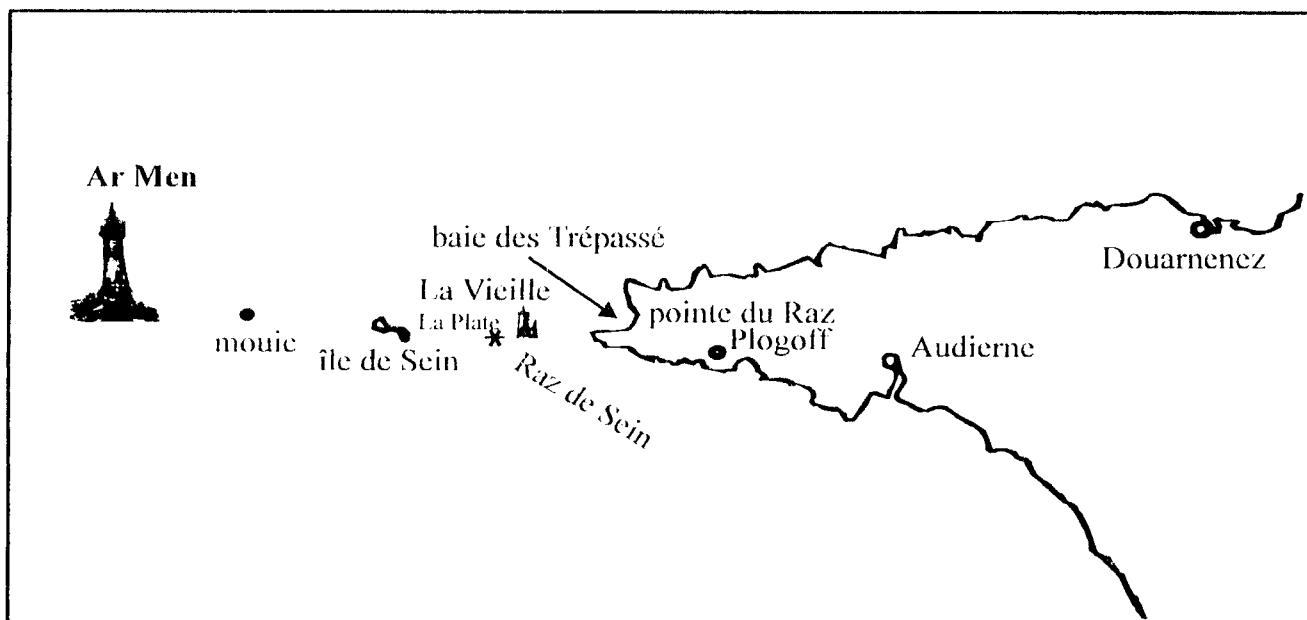 Ar Men
baie des Trépassé
Douarnenez
La Vieille
La Plate
pointe du Raz
mouic
île de Sein
Plogoff
Audierne
Raz de Sein